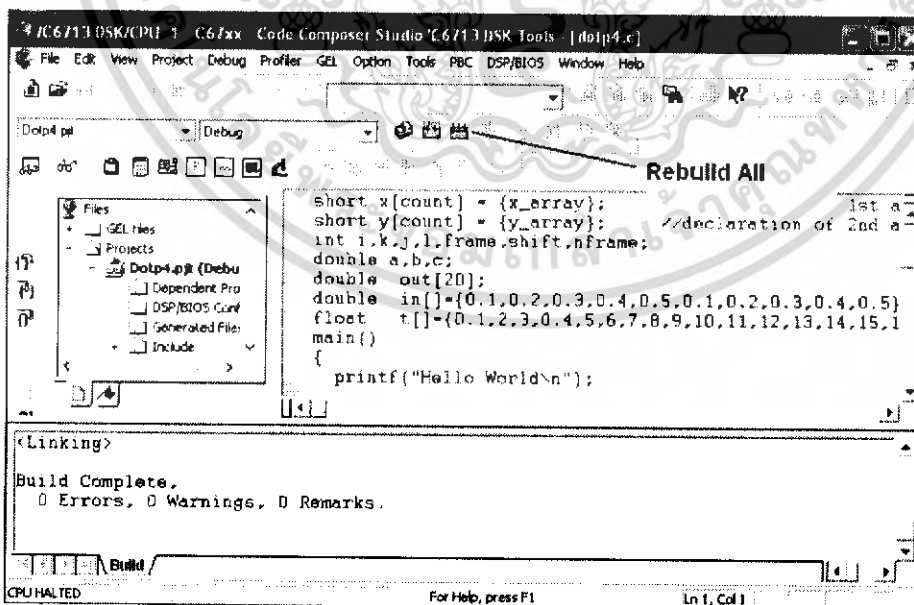 /C6713 DSK/CPU_1 - C67xx - Code Composer Studio 'C6713 DSK Tools - [dotp4.c]
File Edit View Project Debug Profiler GEL Option Tools PBC DSP/BIOS Window Help
Dotp4.pjt Debug
Rebuild All
Files
GEL files
Projects
Dotp4.pjt (Debu
Dependent Pro
DSP/BIOS Conf
Generated File:
Include
short x[count] = {x_array}; 1st a
short y[count] = {y_array}; //declaration of 2nd a
int i,k,j,l,frame,shift,nframe;
double a,b,c;
double out[20];
double in[]={0.1,0.2,0.3,0.4,0.5,0.1,0.2,0.3,0.4,0.5}
float t[]={0.1,2,3,0.4,5,6,7,8,9,10,11,12,13,14,15,1
main()
{
printf("Hello World\n");
<Linking>
Build Complete,
0 Errors, 0 Warnings, 0 Remarks.
Build
CPU HALTED For Help, press F1 Ln 1, Col 1